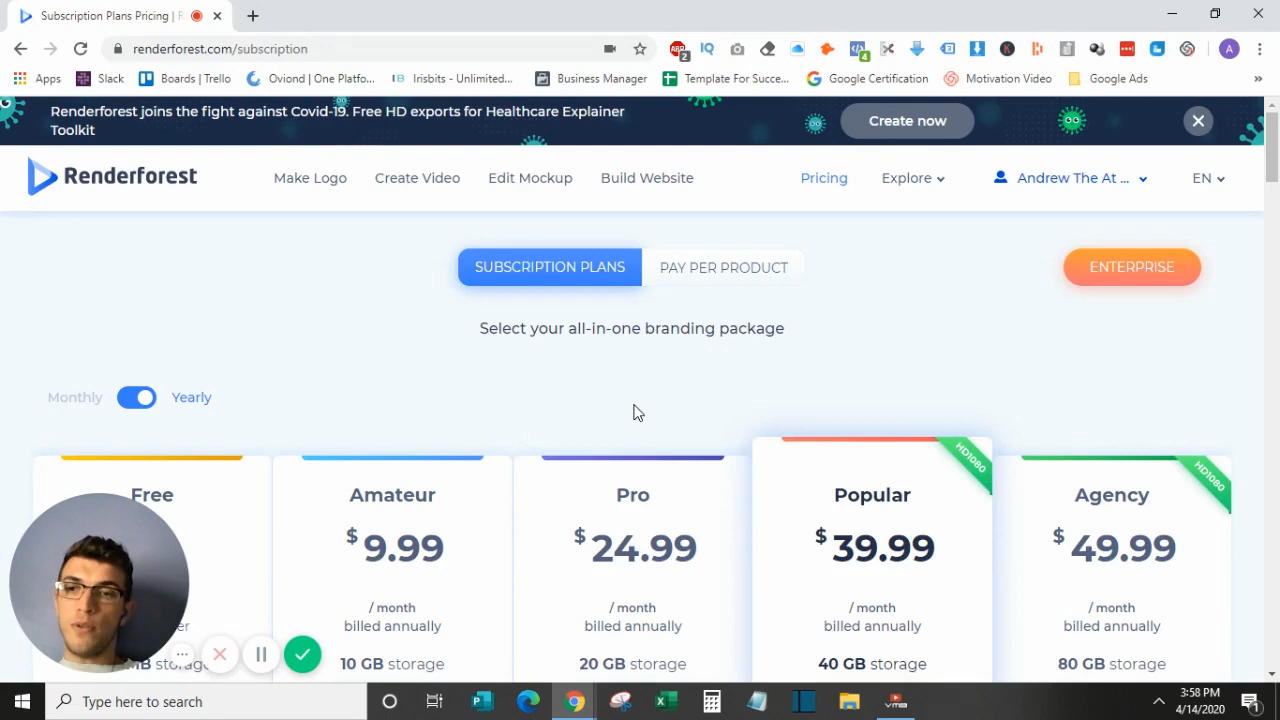 Subscription Plans Pricing |
renderforest.com/subscription
2
4
A
Apps
Slack
Boards | Trello
Oviond | One Platfo...
Irisbits - Unlimited...
Business Manager
Template For Succe...
Google Certification
Motivation Video
Google Ads
»
Renderforest joins the fight against Covid-19. Free HD exports for Healthcare Explainer
Toolkit
Create now
Renderforest
Make Logo
Create Video
Edit Mockup
Build Website
Pricing
Explore
Andrew The At ...
EN
SUBSCRIPTION PLANS
PAY PER PRODUCT
ENTERPRISE
Select your all-in-one branding package
Monthly
Yearly
Free
Amateur
$ 9.99
/ month
billed annually
10 GB storage
Pro
$ 24.99
/ month
billed annually
20 GB storage
HD1080
Popular
$ 39.99
/ month
billed annually
40 GB storage
HD1080
Agency
$ 49.99
/ month
billed annually
80 GB storage
storage
Type here to search
3:58 PM
4/14/2020
1